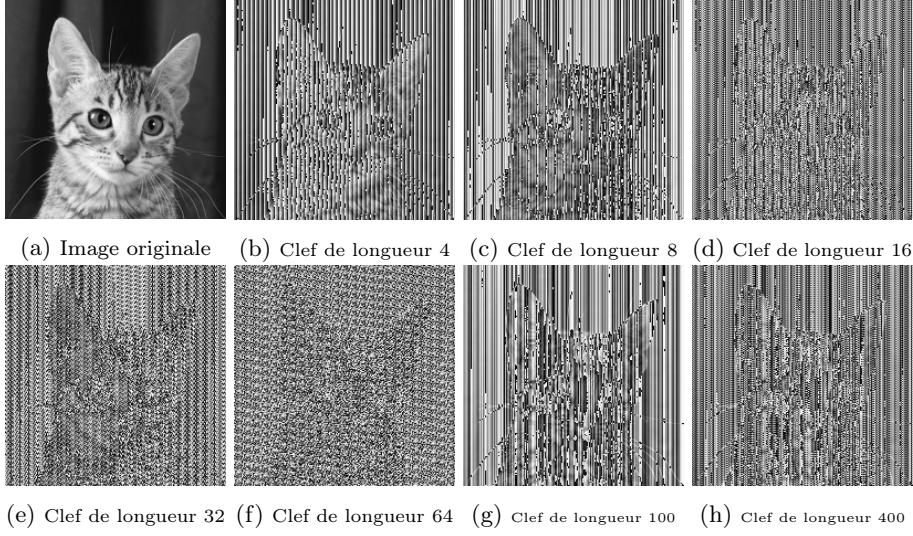 (a) Image originale (b) Clef de longueur 4 (c) Clef de longueur 8 (d) Clef de longueur 16
(e) Clef de longueur 32 (f) Clef de longueur 64 (g) Clef de longueur 100 (h) Clef de longueur 400